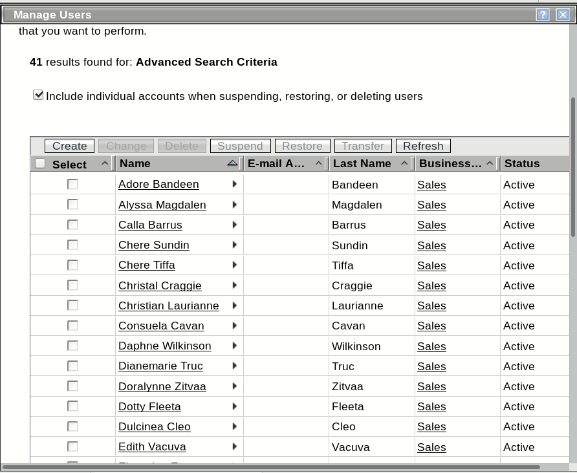 Manage Users ?
that you want to perform.
41 results found for: Advanced Search Criteria
Include individual accounts when suspending, restoring, or deleting users
Create Change Delete Suspend Restore Transfer Refresh
Select Name E-mail A... Last Name Business... Status
Adore Bandeen Bandeen Sales Active
Alyssa Magdalen Magdalen Sales Active
Calla Barrus Barrus Sales Active
Chere Sundin Sundin Sales Active
Chere Tiffa Tiffa Sales Active
Christal Craggie Craggie Sales Active
Christian Laurianne Laurianne Sales Active
Consuela Cavan Cavan Sales Active
Daphne Wilkinson Wilkinson Sales Active
Dianemarie Truc Truc Sales Active
Doralynne Zitvaa Zitvaa Sales Active
Dotty Fleeta Fleeta Sales Active
Dulcinea Cleo Cleo Sales Active
Edith Vacuva Vacuva Sales Active